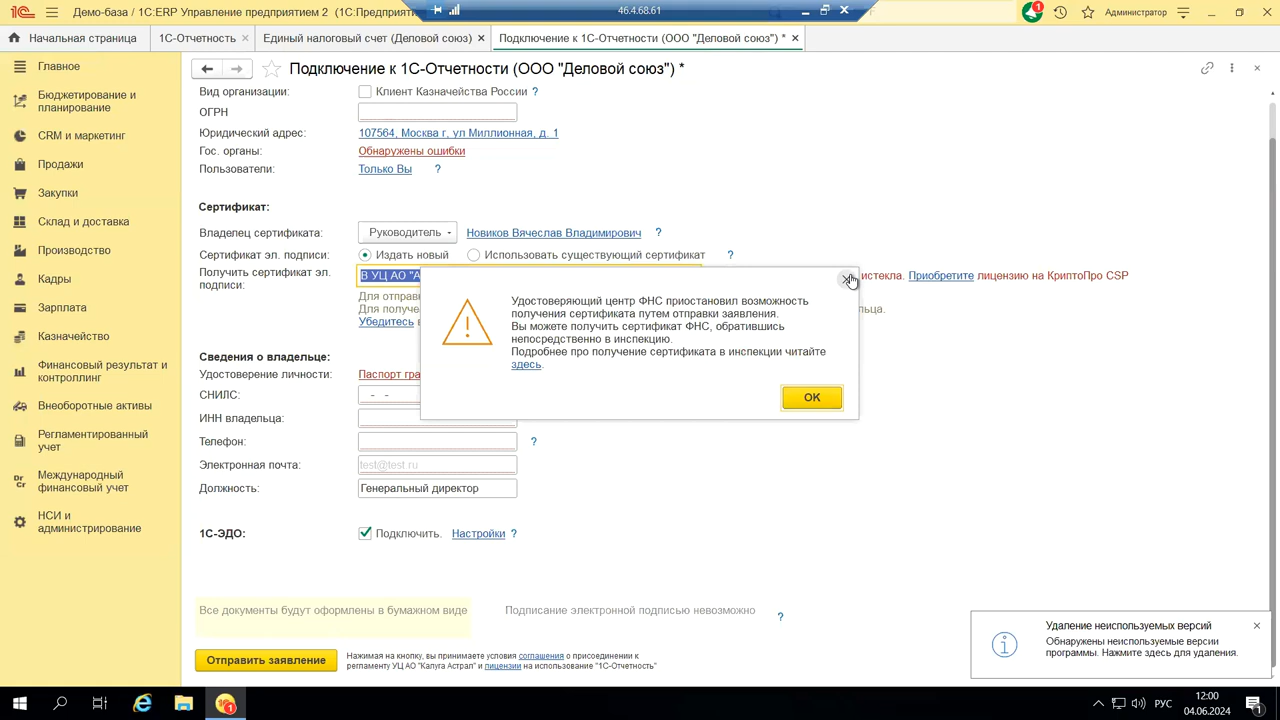 Демо-база / 1С:ERP Управление предприятием 2 (1С:Предприяти
46.4.68.61
1
Администратор
Начальная страница
1С-Отчетность ×
Единый налоговый счет (Деловой союз) ×
Подключение к 1С-Отчетности (ООО "Деловой союз") * ×
Главное
Бюджетирование и
планирование
CRM и маркетинг
Продажи
Закупки
Склад и доставка
Производство
Кадры
Зарплата
Казначейство
Финансовый результат и
контроллинг
Внеоборотные активы
Регламентированный
учет
Международный
финансовый учет
НСИ и
администрирование
Подключение к 1С-Отчетности (ООО "Деловой союз") *
Вид организации: Клиент Казначейства России ?
ОГРН
Юридический адрес: 107564, Москва г, ул Миллионная, д. 1
Гос. органы: Обнаружены ошибки
Пользователи: Только Вы ?
Сертификат:
Владелец сертификата: Руководитель Новиков Вячеслав Владимирович ?
Сертификат эл. подписи: Издать новый Использовать существующий сертификат ?
Получить сертификат эл.
подписи:
В УЦ АО "А
истекла. Приобретите лицензию на КриптоПро CSP
Для отправ
Для получе
льца.
Убедитесь в
Удостоверяющий центр ФНС приостановил возможность
получения сертификата путем отправки заявления.
Вы можете получить сертификат ФНС, обратившись
непосредственно в инспекцию.
Подробнее про получение сертификата в инспекции читайте
здесь.
OK
Сведения о владельце:
Удостоверение личности: Паспорт гра
СНИЛС: - -
ИНН владельца:
Телефон: ?
Электронная почта: test@test.ru
Должность: Генеральный директор
1С-ЭДО: Подключить. Настройки ?
Все документы будут оформлены в бумажном виде
Подписание электронной подписью невозможно ?
Отправить заявление
Нажимая на кнопку, вы принимаете условия соглашения о присоединении к
регламенту УЦ АО "Калуга Астрал" и лицензии на использование "1С-Отчетность"
Удаление неиспользуемых версий ×
Обнаружены неиспользуемые версии
программы. Нажмите здесь для удаления.
РУС
12:00
04.06.2024
1